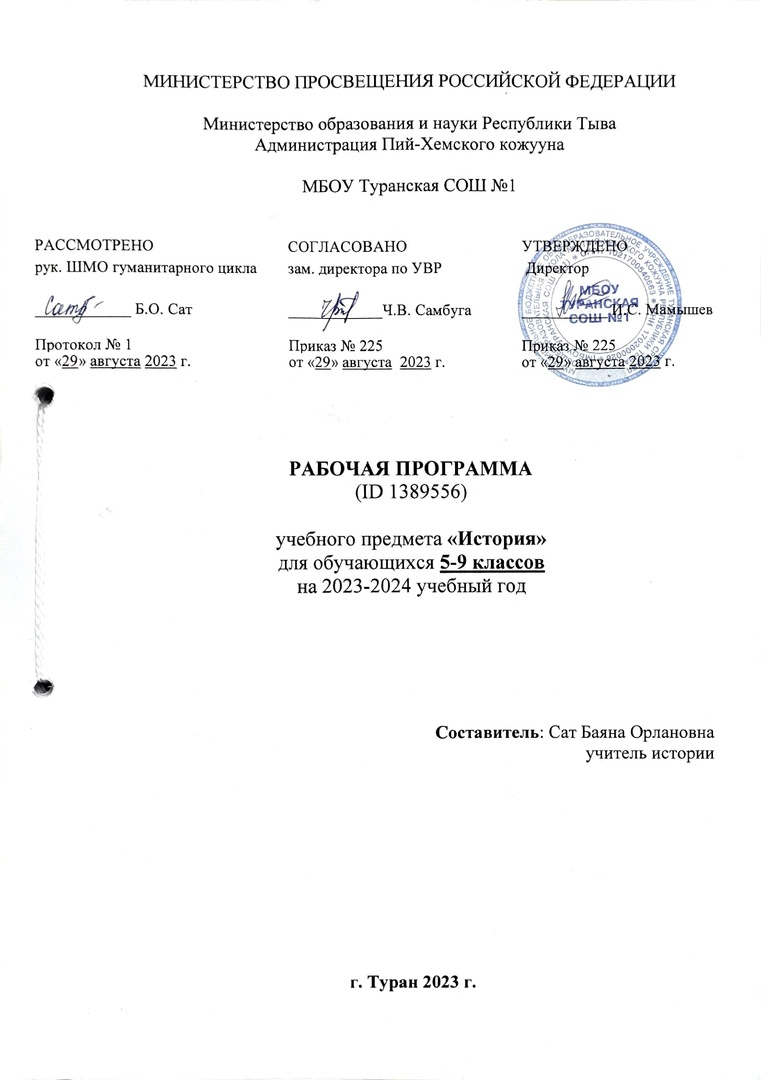 МИНИСТЕРСТВО ПРОСВЕЩЕНИЯ РОССИЙСКОЙ ФЕДЕРАЦИИ
Министерство образования и науки Республики Тыва
Администрация Пий-Хемского кожууна
МБОУ Туранская СОШ №1
РАССМОТРЕНО
рук. ШМО гуманитарного цикла
Сат Б.О. Сат
Протокол № 1
от «29» августа 2023 г.
СОГЛАСОВАНО
зам. директора по УВР
Ч.В. Самбуга
Приказ № 225
от «29» августа 2023 г.
УТВЕРЖДЕНО
Директор
И.С. Мамышев
Приказ № 225
от «29» августа 2023 г.
МБОУ
ТУРАНСКАЯ
СОШ №1
РАБОЧАЯ ПРОГРАММА
(ID 1389556)
учебного предмета «История»
для обучающихся 5-9 классов
на 2023-2024 учебный год
Составитель: Сат Баяна Орлановна
учитель истории
г. Туран 2023 г.